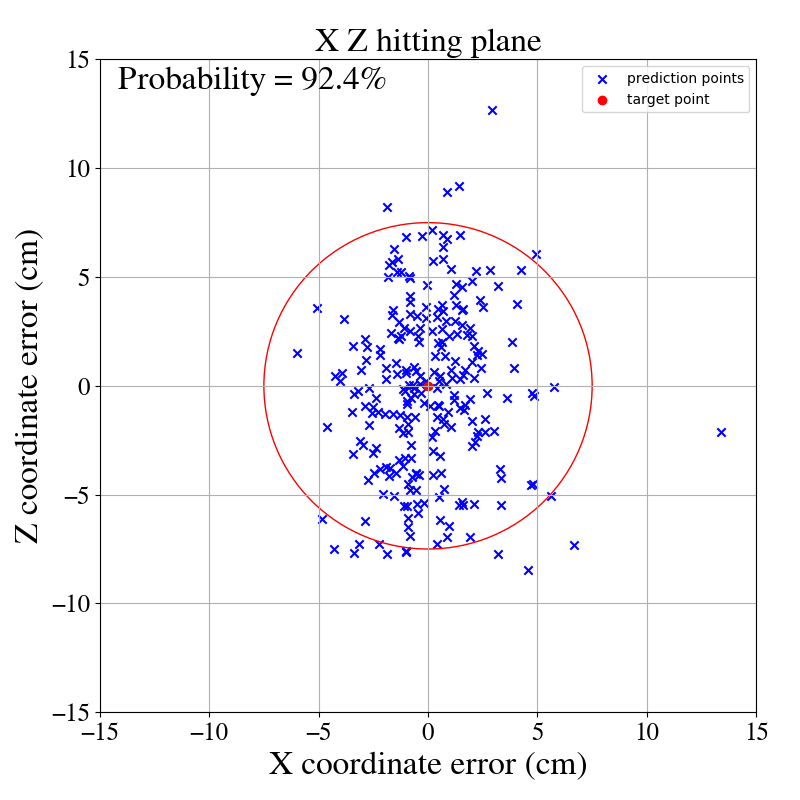 X Z hitting plane
Probability = 92.4%
prediction points
target point
Z coordinate error (cm)
15
10
5
0
−5
−10
−15
−15
−10
−5
0
5
10
15
X coordinate error (cm)